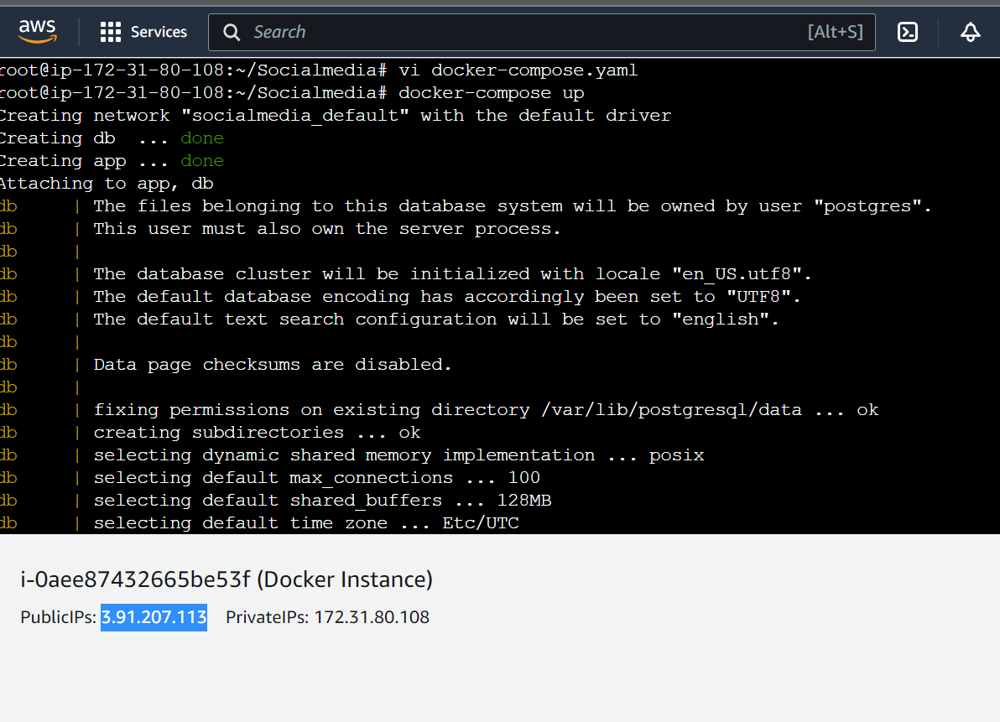 aws
Services
Search
[Alt+S]
root@ip-172-31-80-108:~/Socialmedia# vi docker-compose.yaml
root@ip-172-31-80-108:~/Socialmedia# docker-compose up
Creating network "socialmedia_default" with the default driver
Creating db  ... done
Creating app ... done
Attaching to app, db
db     | The files belonging to this database system will be owned by user "postgres".
db     | This user must also own the server process.
db     |
db     | The database cluster will be initialized with locale "en_US.utf8".
db     | The default database encoding has accordingly been set to "UTF8".
db     | The default text search configuration will be set to "english".
db     |
db     | Data page checksums are disabled.
db     |
db     | fixing permissions on existing directory /var/lib/postgresql/data ... ok
db     | creating subdirectories ... ok
db     | selecting dynamic shared memory implementation ... posix
db     | selecting default max_connections ... 100
db     | selecting default shared_buffers ... 128MB
db     | selecting default time zone ... Etc/UTC
i-0aee87432665be53f (Docker Instance)
PublicIPs: 3.91.207.113 PrivateIPs: 172.31.80.108